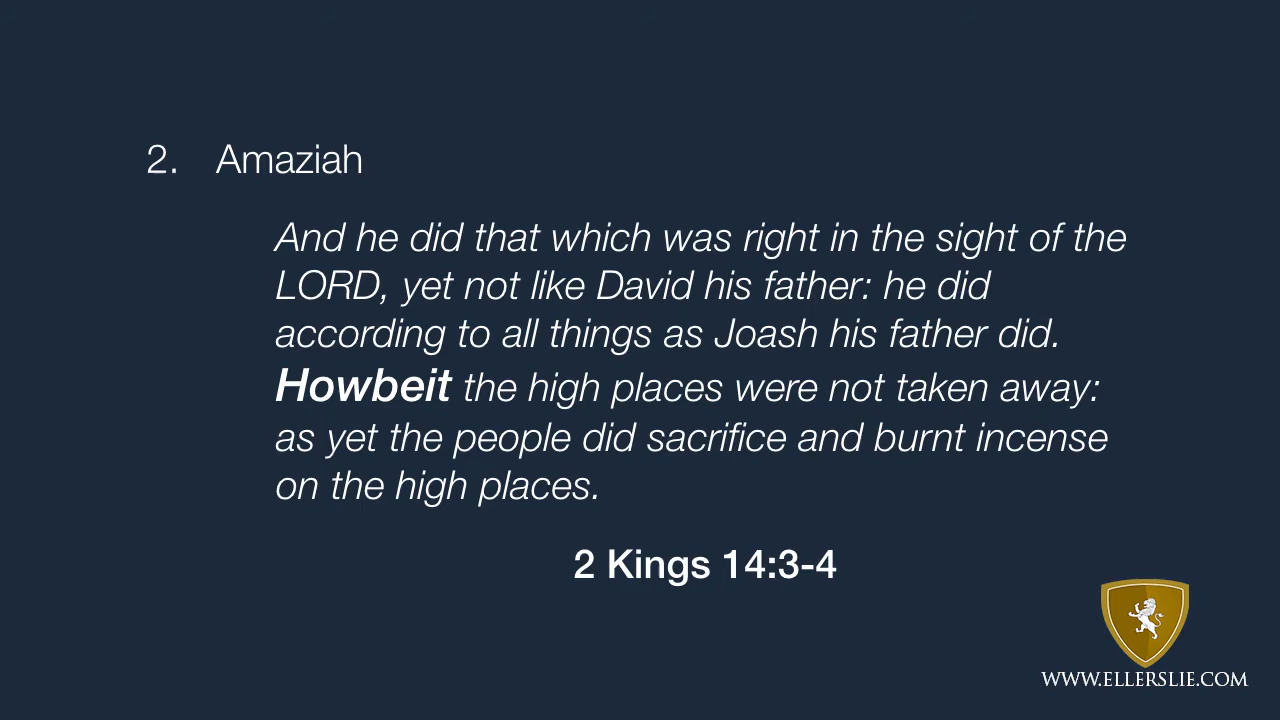 2. Amaziah
And he did that which was right in the sight of the
LORD, yet not like David his father: he did
according to all things as Joash his father did.
Howbeit the high places were not taken away:
as yet the people did sacrifice and burnt incense
on the high places.
2 Kings 14:3-4
WWW.ELLERSLIE.COM